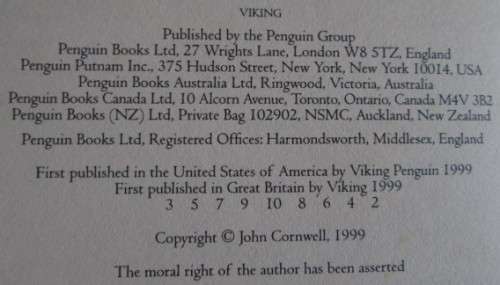 VIKING
Published by the Penguin Group
Penguin Books Ltd, 27 Wrights Lane, London W8 5TZ, England
Penguin Putnam Inc., 375 Hudson Street, New York, New York 10014, USA
Penguin Books Australia Ltd, Ringwood, Victoria, Australia
Penguin Books Canada Ltd, 10 Alcorn Avenue, Toronto, Ontario, Canada M4V 3B2
Penguin Books (NZ) Ltd, Private Bag 102902, NSMC, Auckland, New Zealand
Penguin Books Ltd, Registered Offices: Harmondsworth, Middlesex, England
First published in the United States of America by Viking Penguin 1999
First published in Great Britain by Viking 1999
3 5 7 9 10 8 6 4 2
Copyright © John Cornwell, 1999
The moral right of the author has been asserted